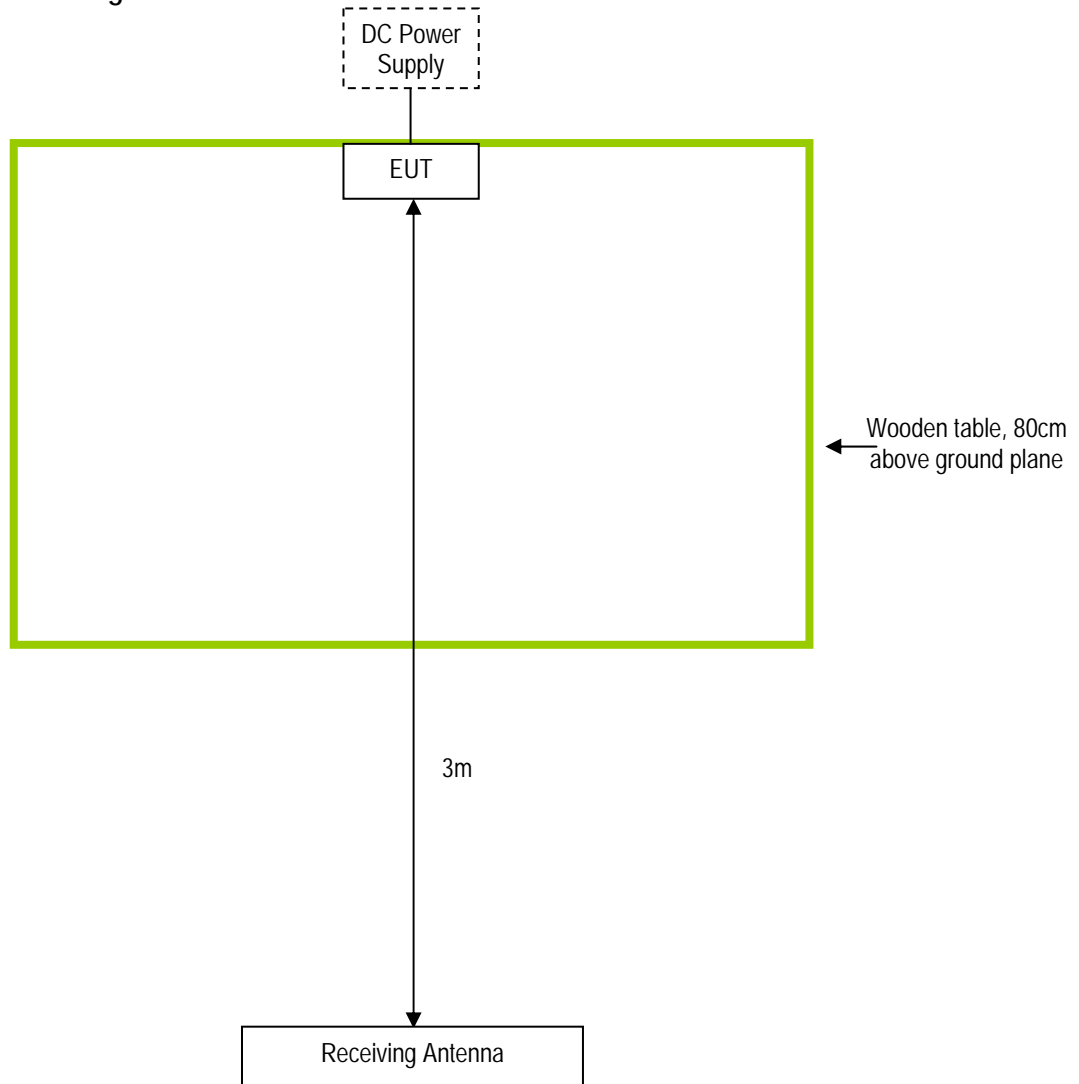 DC Power
Supply
EUT
Wooden table, 80cm
above ground plane
3m
Receiving Antenna